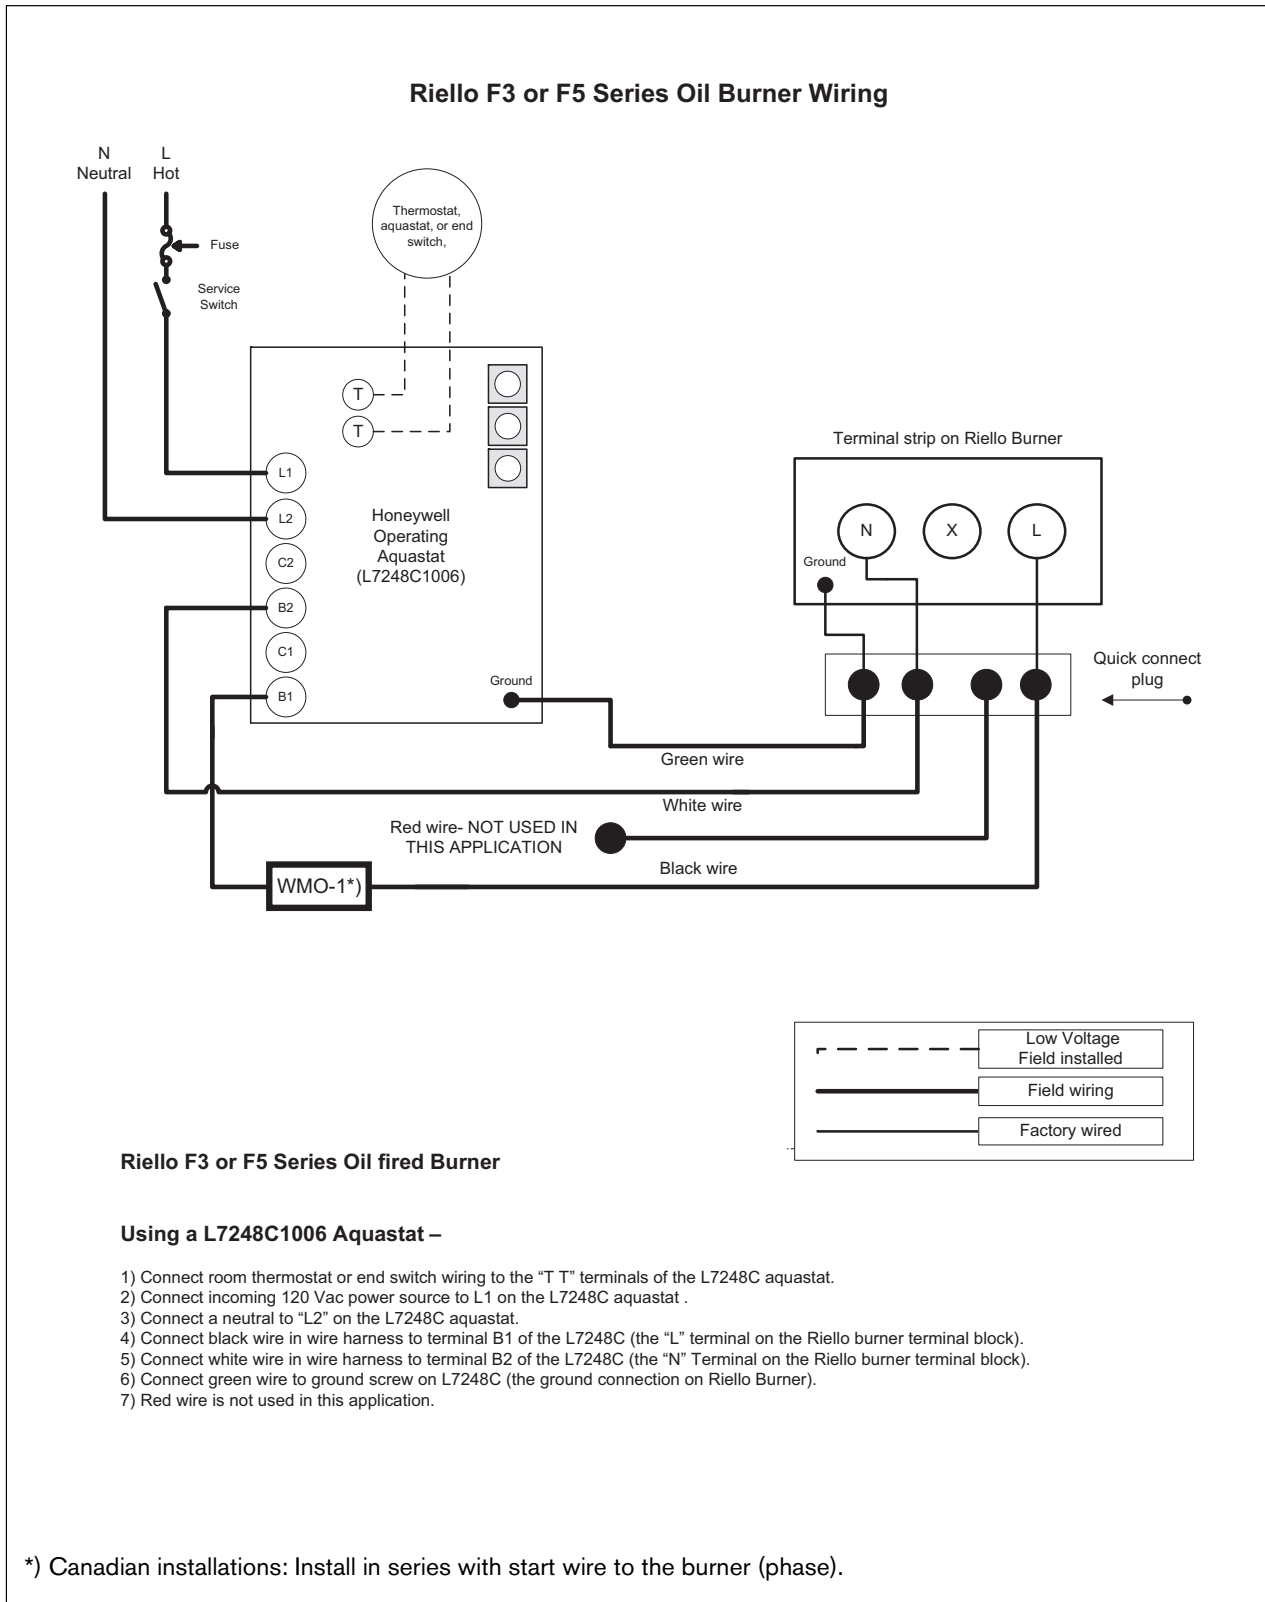 Riello F3 or F5 Series Oil Burner Wiring
N
Neutral
L
Hot
Fuse
Service
Switch
Thermostat,
aquastat, or end
switch,
T
T
L1
L2
C2
B2
C1
B1
Honeywell
Operating
Aquastat
(L7248C1006)
Ground
Terminal strip on Riello Burner
N
X
L
Ground
Quick connect
plug
Green wire
White wire
Red wire- NOT USED IN
THIS APPLICATION
Black wire
WMO-1*)
Low Voltage
Field installed
Field wiring
Factory wired
Riello F3 or F5 Series Oil fired Burner
Using a L7248C1006 Aquastat –
1) Connect room thermostat or end switch wiring to the “T T” terminals of the L7248C aquastat.
2) Connect incoming 120 Vac power source to L1 on the L7248C aquastat .
3) Connect a neutral to “L2” on the L7248C aquastat.
4) Connect black wire in wire harness to terminal B1 of the L7248C (the “L” terminal on the Riello burner terminal block).
5) Connect white wire in wire harness to terminal B2 of the L7248C (the “N” Terminal on the Riello burner terminal block).
6) Connect green wire to ground screw on L7248C (the ground connection on Riello Burner).
7) Red wire is not used in this application.
*) Canadian installations: Install in series with start wire to the burner (phase).